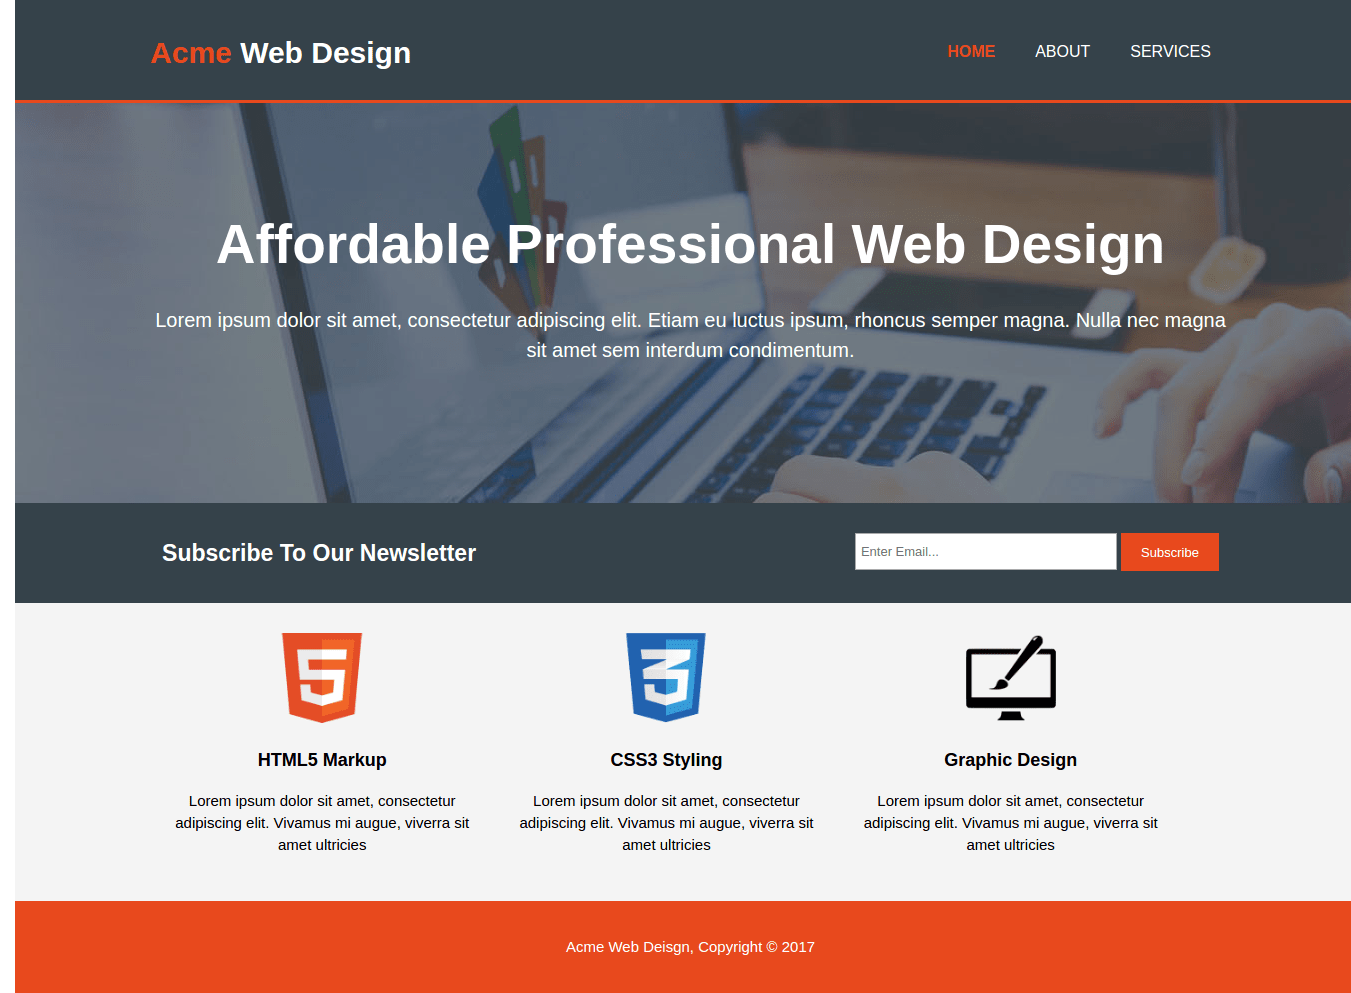 Acme Web Design
HOME ABOUT SERVICES
Affordable Professional Web Design
Lorem ipsum dolor sit amet, consectetur adipiscing elit. Etiam eu luctus ipsum, rhoncus semper magna. Nulla nec magna
sit amet sem interdum condimentum.
Subscribe To Our Newsletter
Enter Email...
Subscribe
5
3
HTML5 Markup
Lorem ipsum dolor sit amet, consectetur
adipiscing elit. Vivamus mi augue, viverra sit
amet ultricies
CSS3 Styling
Lorem ipsum dolor sit amet, consectetur
adipiscing elit. Vivamus mi augue, viverra sit
amet ultricies
Graphic Design
Lorem ipsum dolor sit amet, consectetur
adipiscing elit. Vivamus mi augue, viverra sit
amet ultricies
Acme Web Deisgn, Copyright © 2017